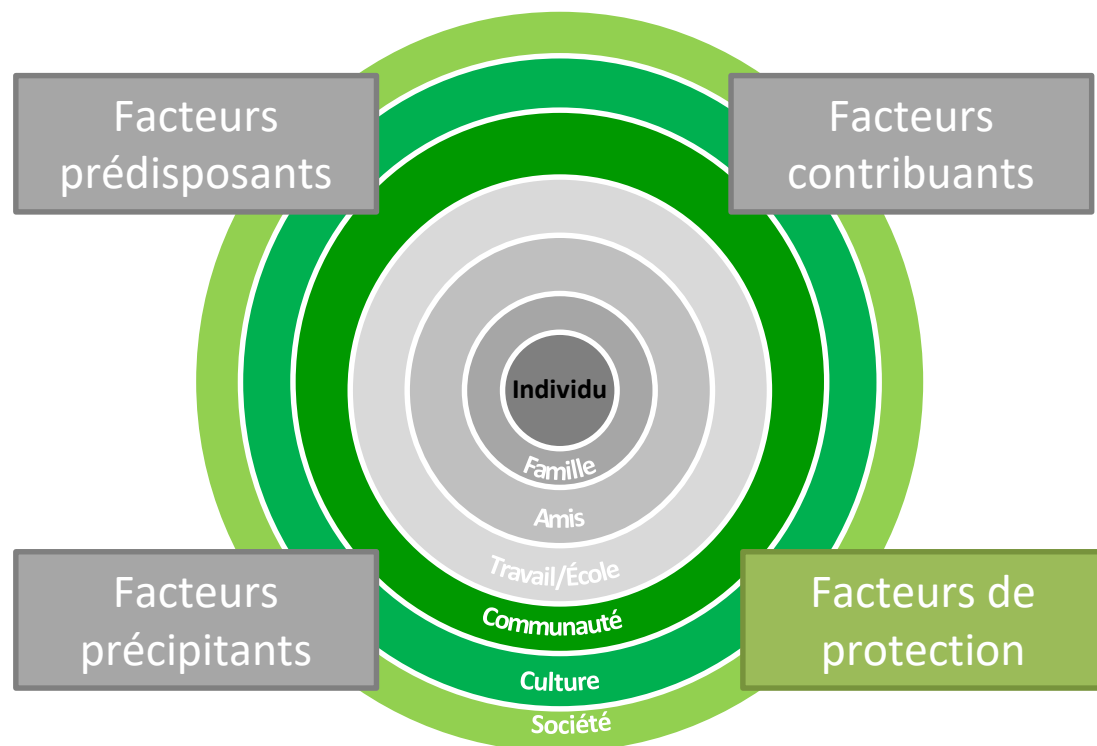 Facteurs
prédisposants
Facteurs
contribuants
Individu
Famille
Amis
Travail/École
Communauté
Culture
Société
Facteurs
précipitants
Facteurs de
protection